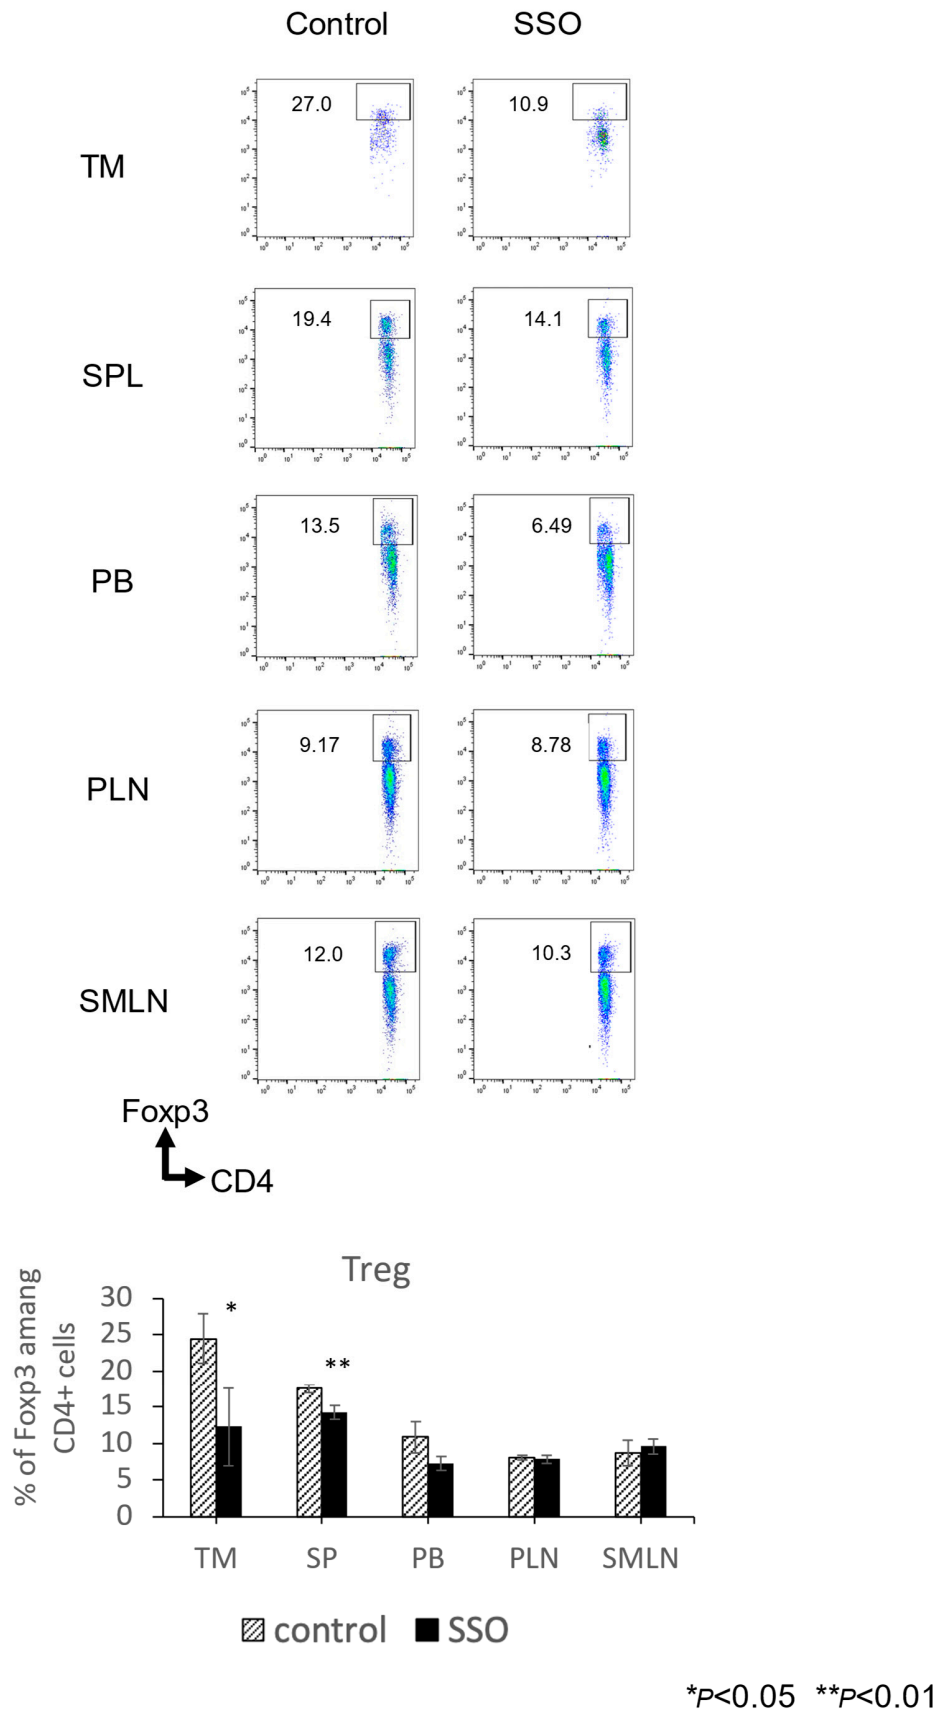 Control SSO
TM
27.0 10.9
SPL
19.4 14.1
PB
13.5 6.49
PLN
9.17 8.78
SMLN
12.0 10.3
Foxp3
CD4
Treg
% of Foxp3 amang
CD4+ cells
30
25
20
15
10
5
0
*
**
TM SP PB PLN SMLN
control SSO
*P<0.05 **P<0.01